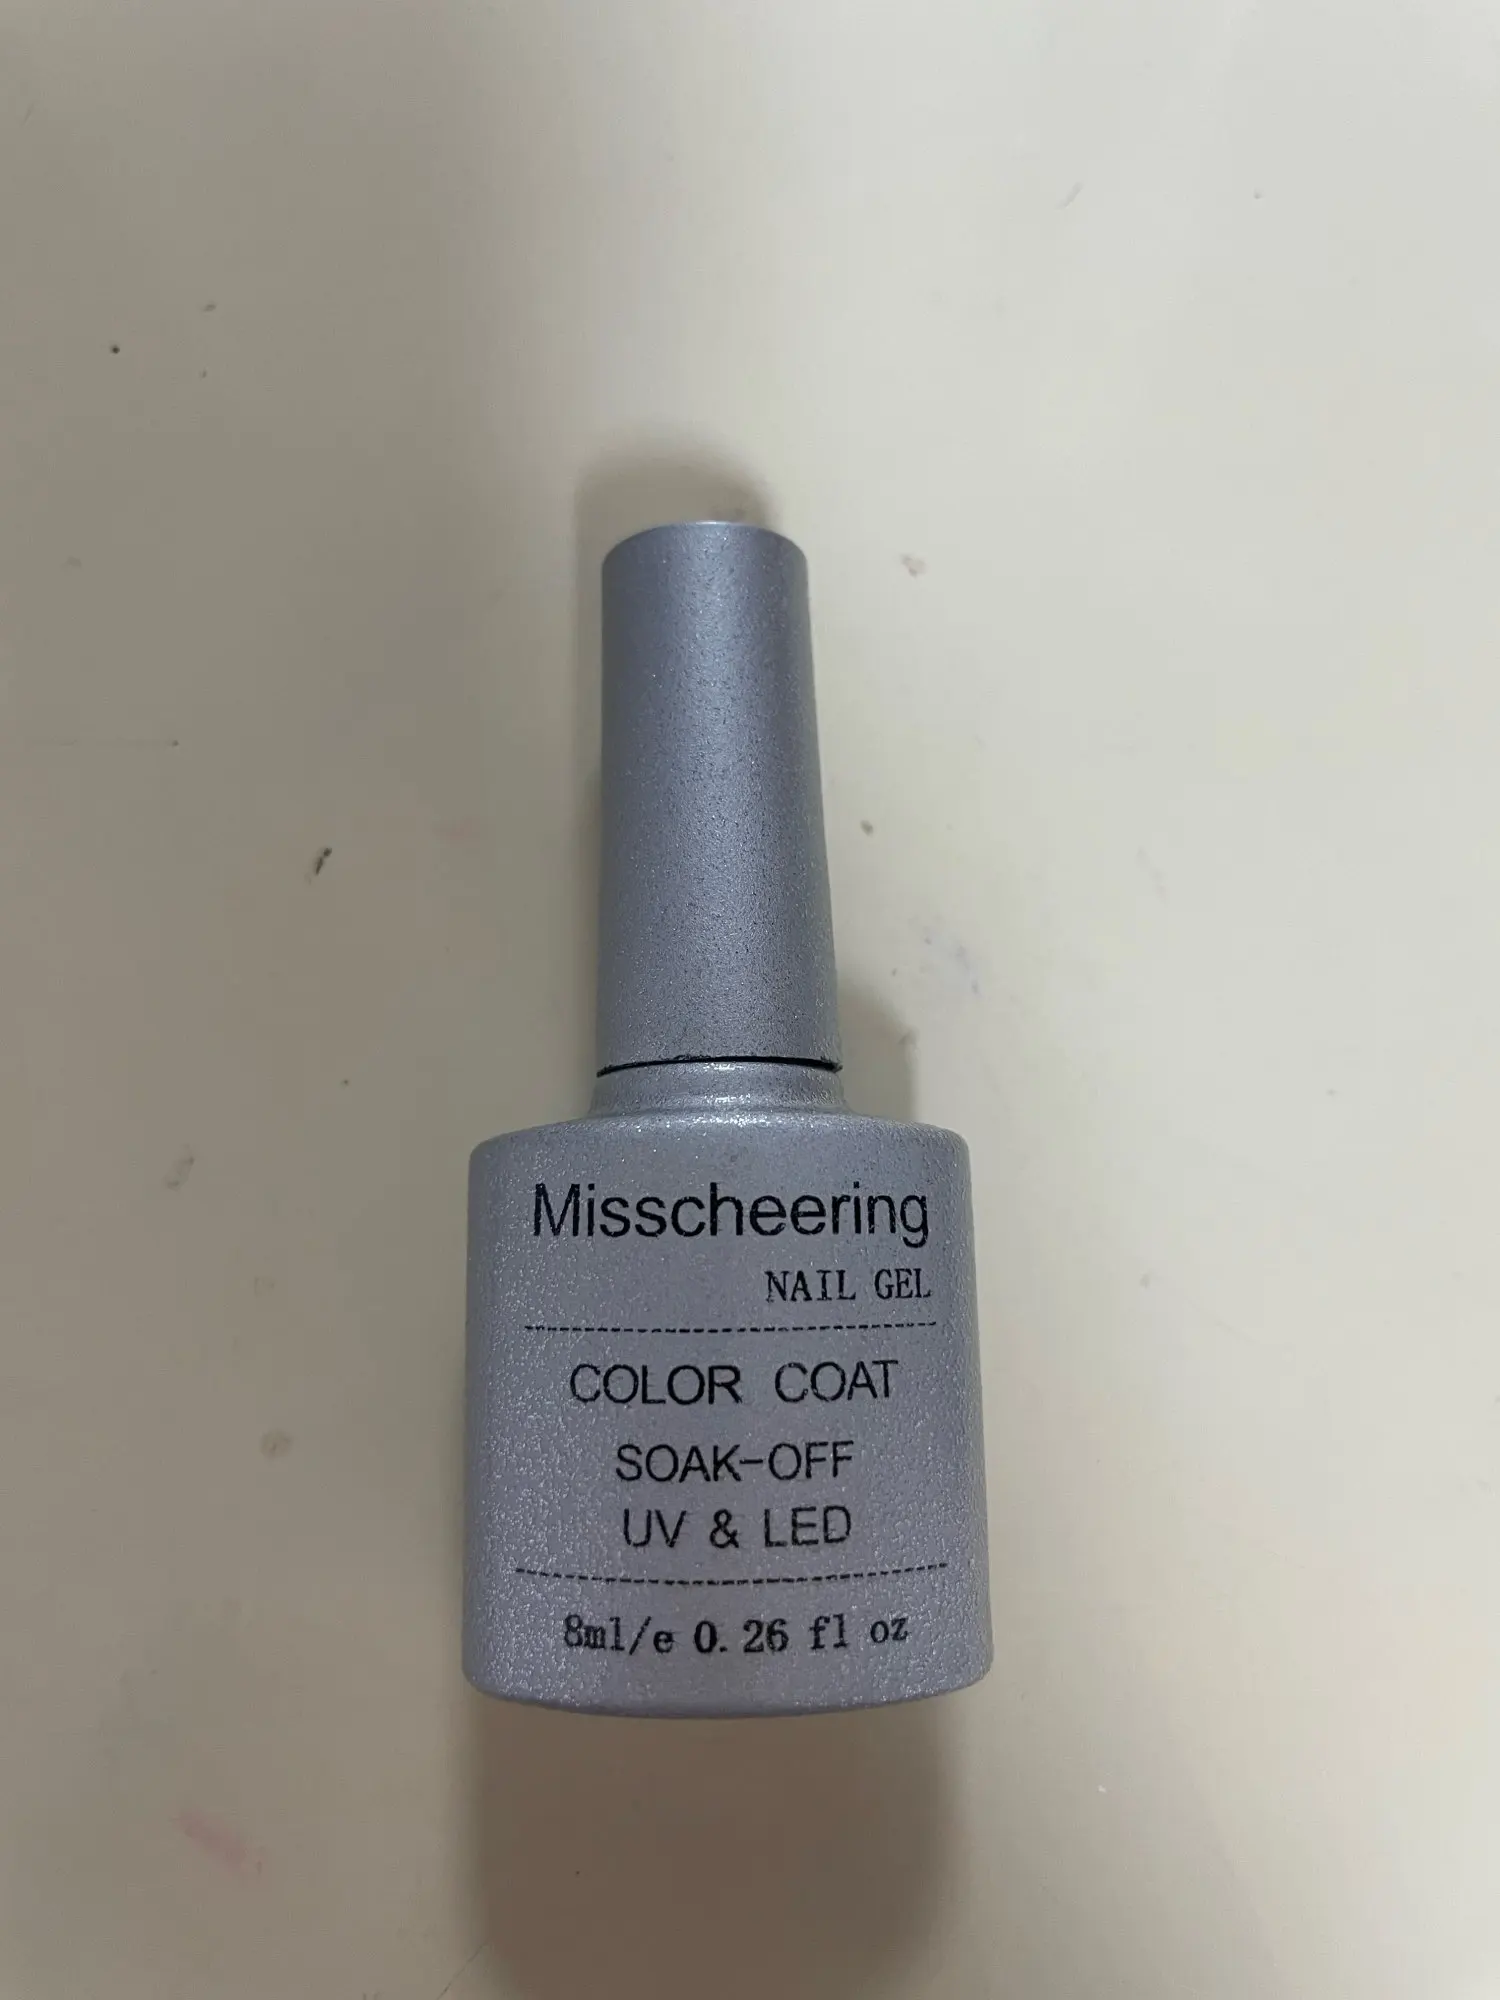 Misscheering
NAIL GEL
COLOR COAT
SOAK-OFF
UV & LED
8ml/e 0.26 fl oz